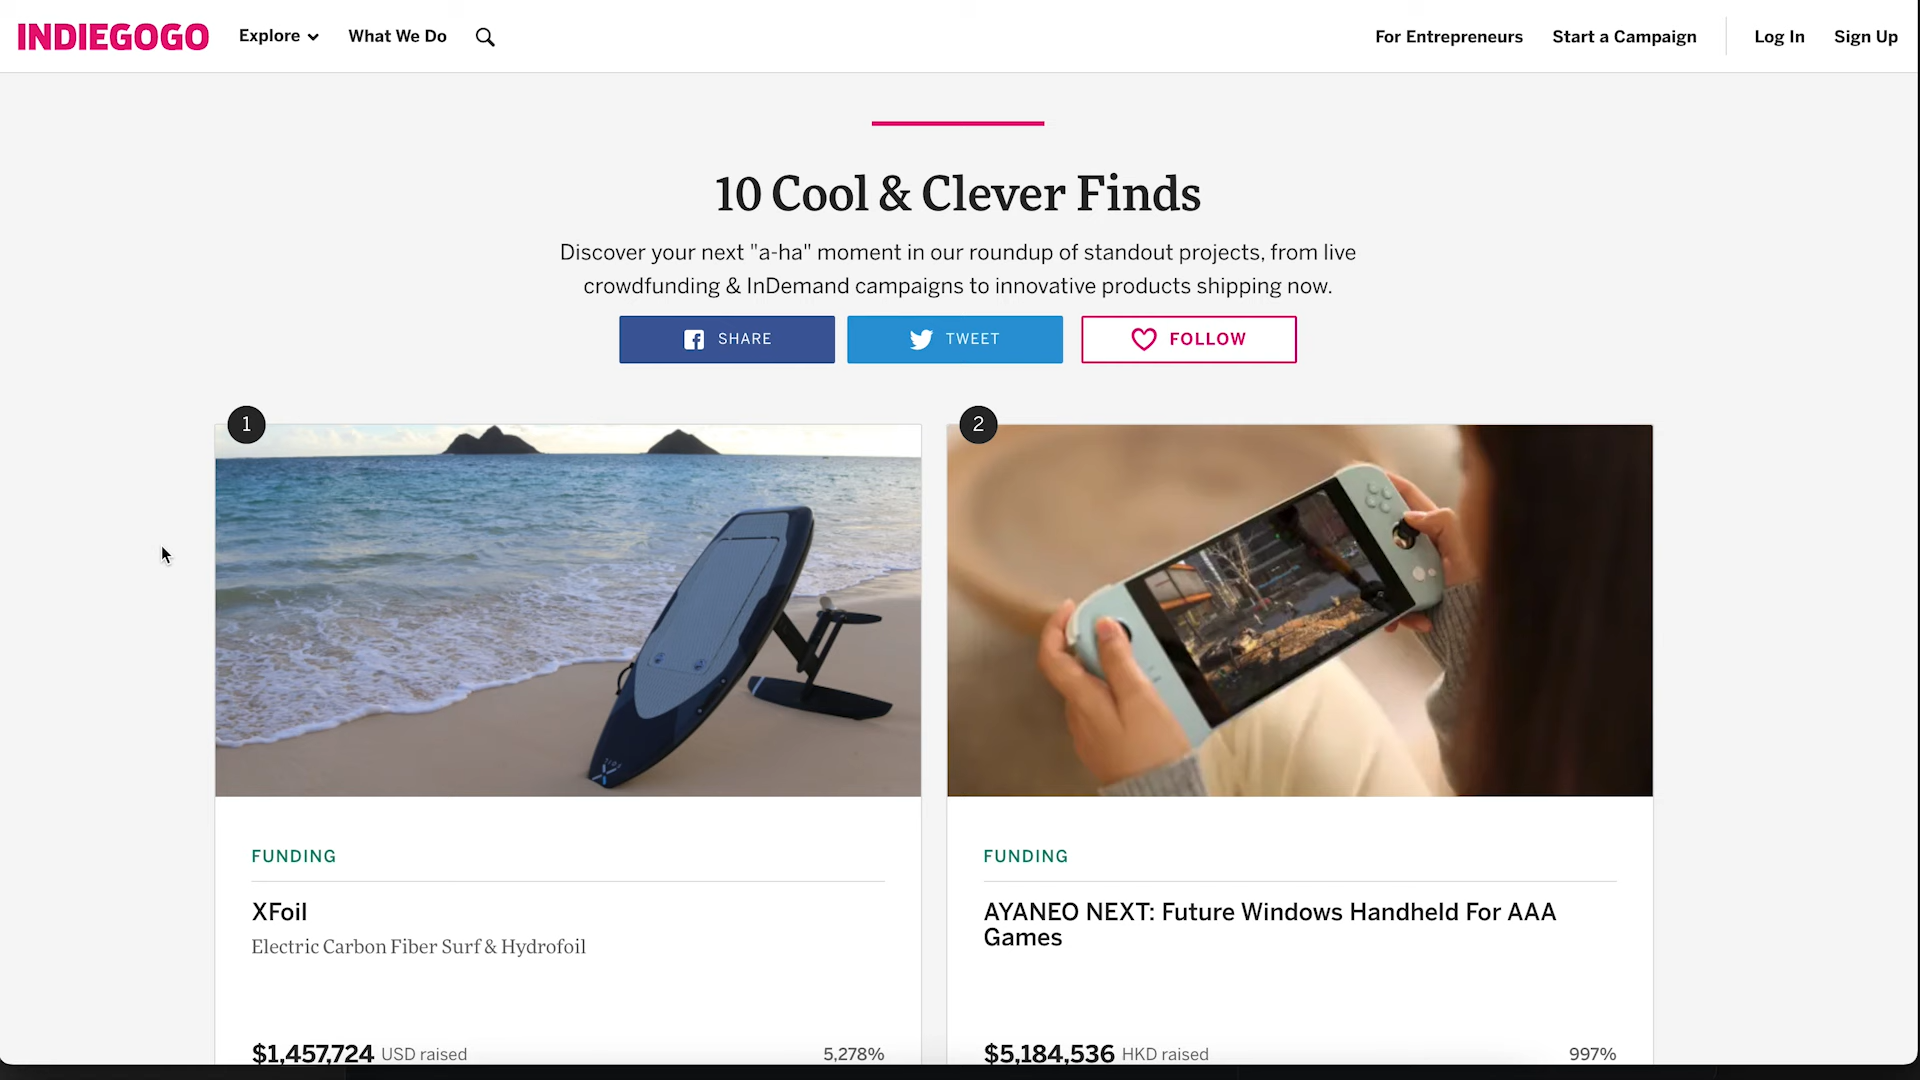 INDIEGOGO Explore What We Do For Entrepreneurs Start a Campaign Log In Sign Up
10 Cool & Clever Finds
Discover your next "a-ha" moment in our roundup of standout projects, from live
crowdfunding & InDemand campaigns to innovative products shipping now.
SHARE TWEET FOLLOW
1
FUNDING
XFoil
Electric Carbon Fiber Surf & Hydrofoil
$1,457,724 USD raised 5,278%
2
FUNDING
AYANEO NEXT: Future Windows Handheld For AAA
Games
$5,184,536 HKD raised 997%